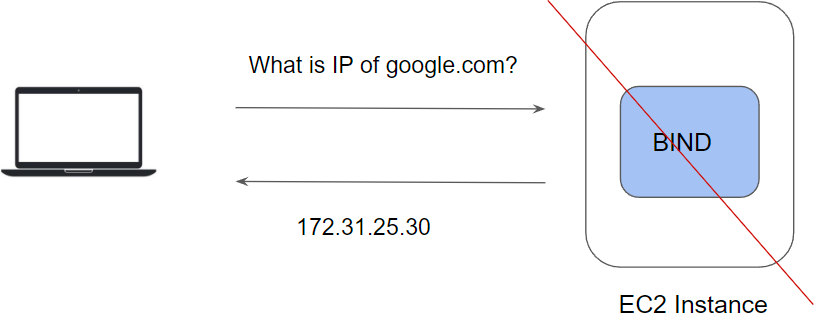 What is IP of google.com?
BIND
172.31.25.30
EC2 Instance